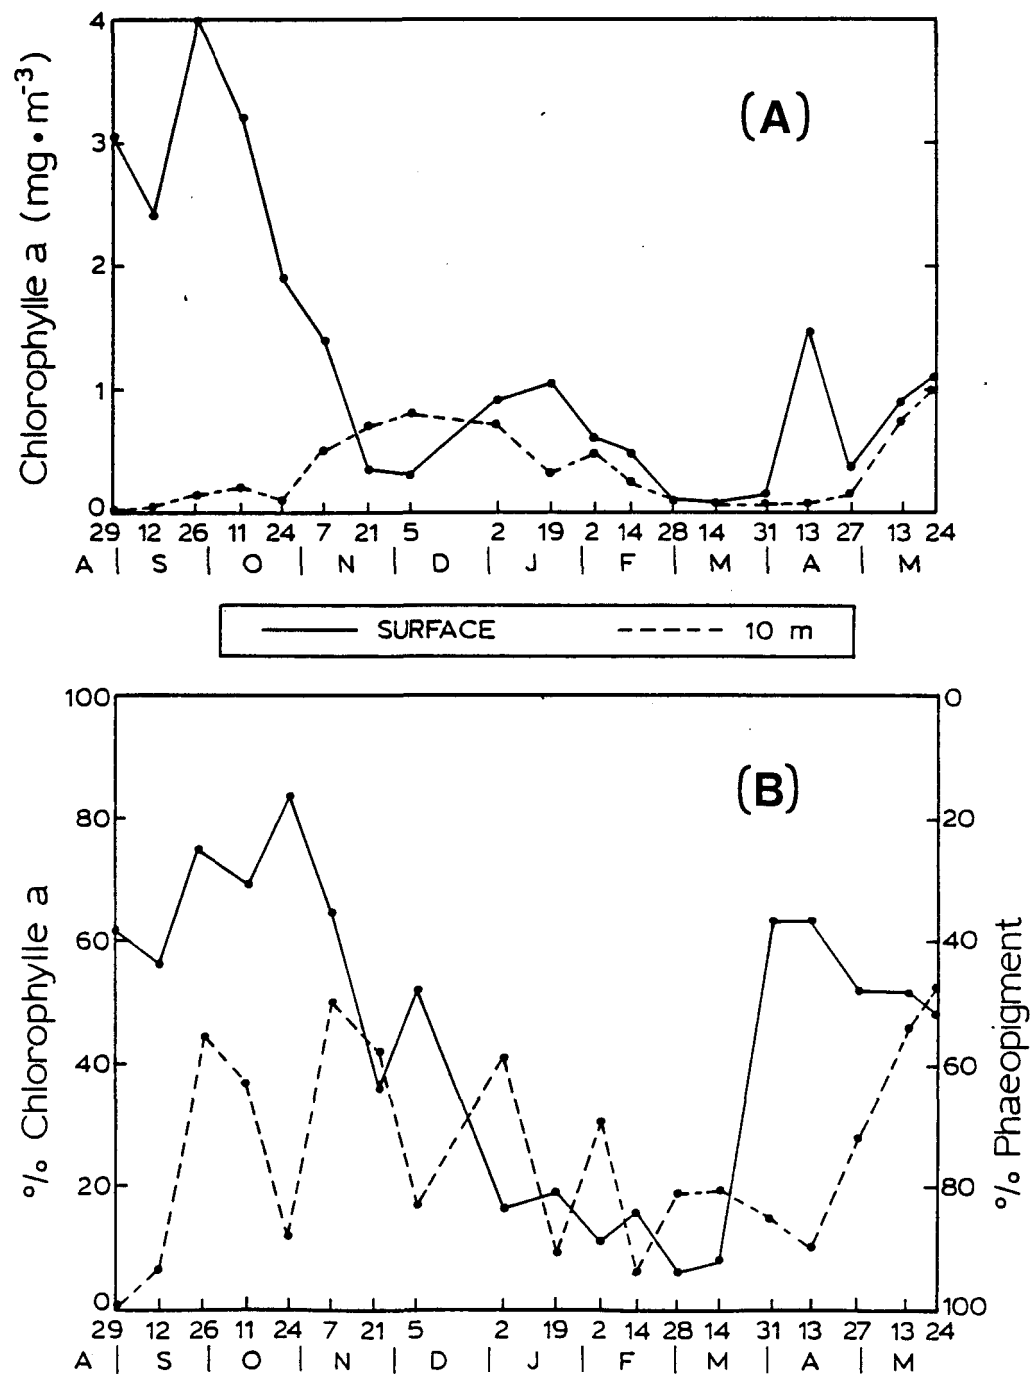 4
3
2
1
0
Chlorophylle a (mg•m⁻³)
(A)
29 12 26 11 24 7 21 5 2 19 2 14 28 14 31 13 27 13 24
A | S | O | N | D | J | F | M | A | M
SURFACE 10 m
100 0
80 20
60 40
40 60
20 80
0 100
% Chlorophylle a
% Phaeopigment
(B)
29 12 26 11 24 7 21 5 2 19 2 14 28 14 31 13 27 13 24
A | S | O | N | D | J | F | M | A | M